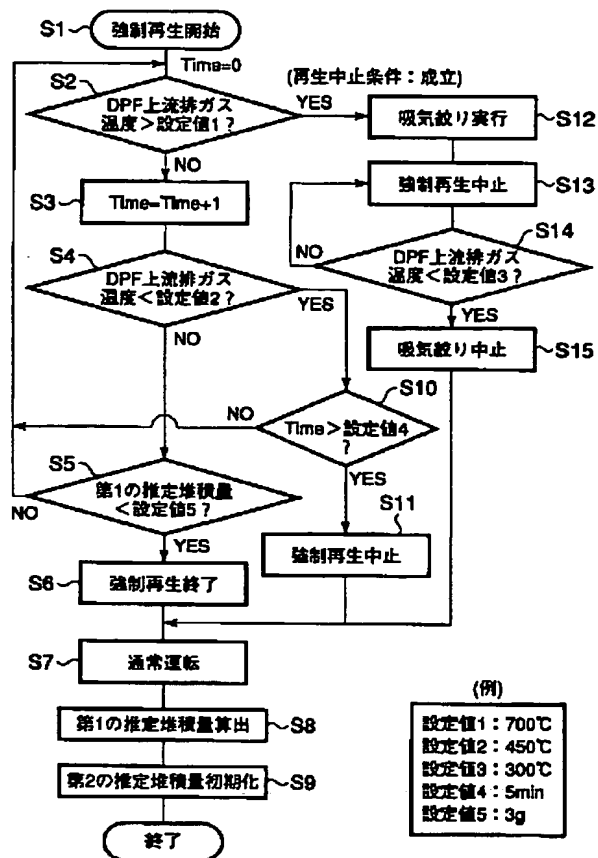 S1
強制再生開始
Time=0
S2
DPF上流排ガス
温度>設定値1?
YES
NO
(再生中止条件:成立)
吸気絞り実行
S12
強制再生中止
S13
S14
DPF上流排ガス
温度<設定値3?
NO
YES
吸気絞り中止
S15
S3
Time=Time+1
S4
DPF上流排ガス
温度<設定値2?
YES
NO
S10
Time>設定値4
?
NO
YES
S5
第1の推定堆積量
<設定値5?
NO
YES
S11
強制再生中止
S6
強制再生終了
S7
通常運転
第1の推定堆積量算出
S8
第2の推定堆積量初期化
S9
終了
(例)
設定値1:700℃
設定値2:450℃
設定値3:300℃
設定値4:5min
設定値5:3g